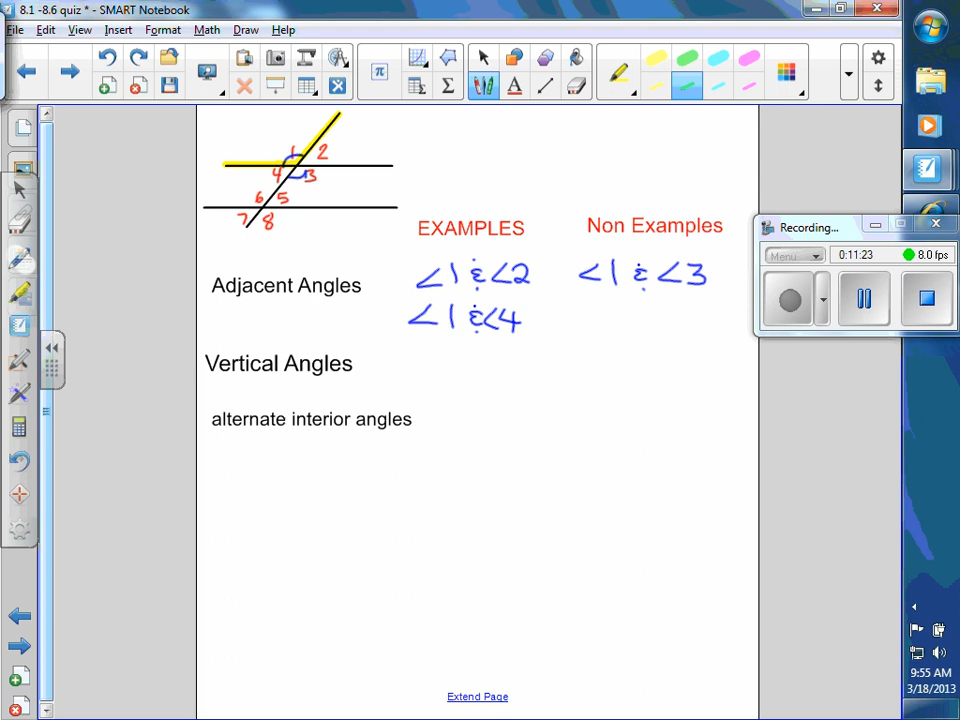 8.1 -8.6 quiz * - SMART Notebook
File Edit View Insert Format Math Draw Help
π Σ A
1 2
4 3
6 5
7 8
EXAMPLES Non Examples
Adjacent Angles
∠1 & ∠2 ∠1 & ∠3
∠1 & ∠4
Vertical Angles
alternate interior angles
Extend Page
Recording...
Menu 0:11:23 8.0 fps
9:55 AM
3/18/2013